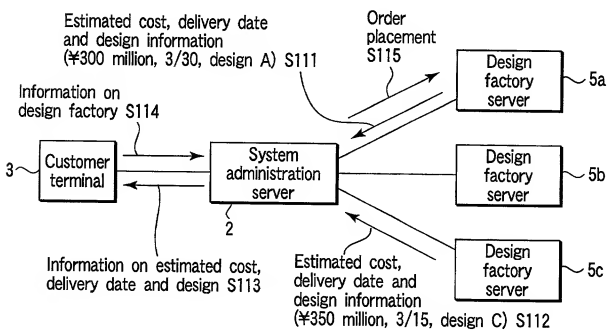 Estimated cost, delivery date
and design information
(¥300 million, 3/30, design A) S111
Order
placement
S115
Design
factory
server
5a
Information on
design factory S114
3
Customer
terminal
System
administration
server
2
Design
factory
server
5b
Information on estimated cost,
delivery date and design S113
Estimated cost,
delivery date and
design information
(¥350 million, 3/15, design C) S112
Design
factory
server
5c